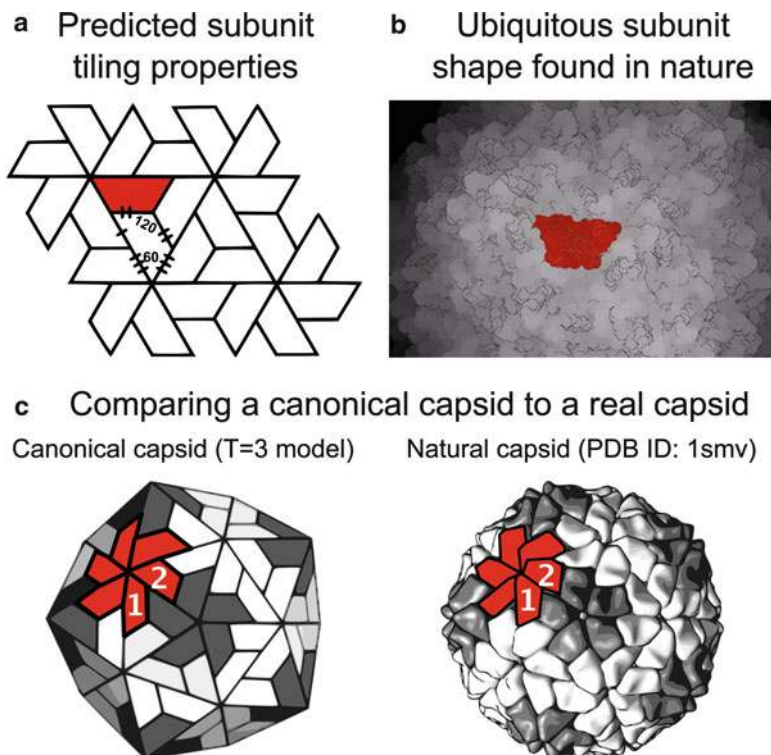 a Predicted subunit
tiling properties
b Ubiquitous subunit
shape found in nature
120
60
c Comparing a canonical capsid to a real capsid
Canonical capsid (T=3 model)
Natural capsid (PDB ID: 1smv)
2
1
2
1